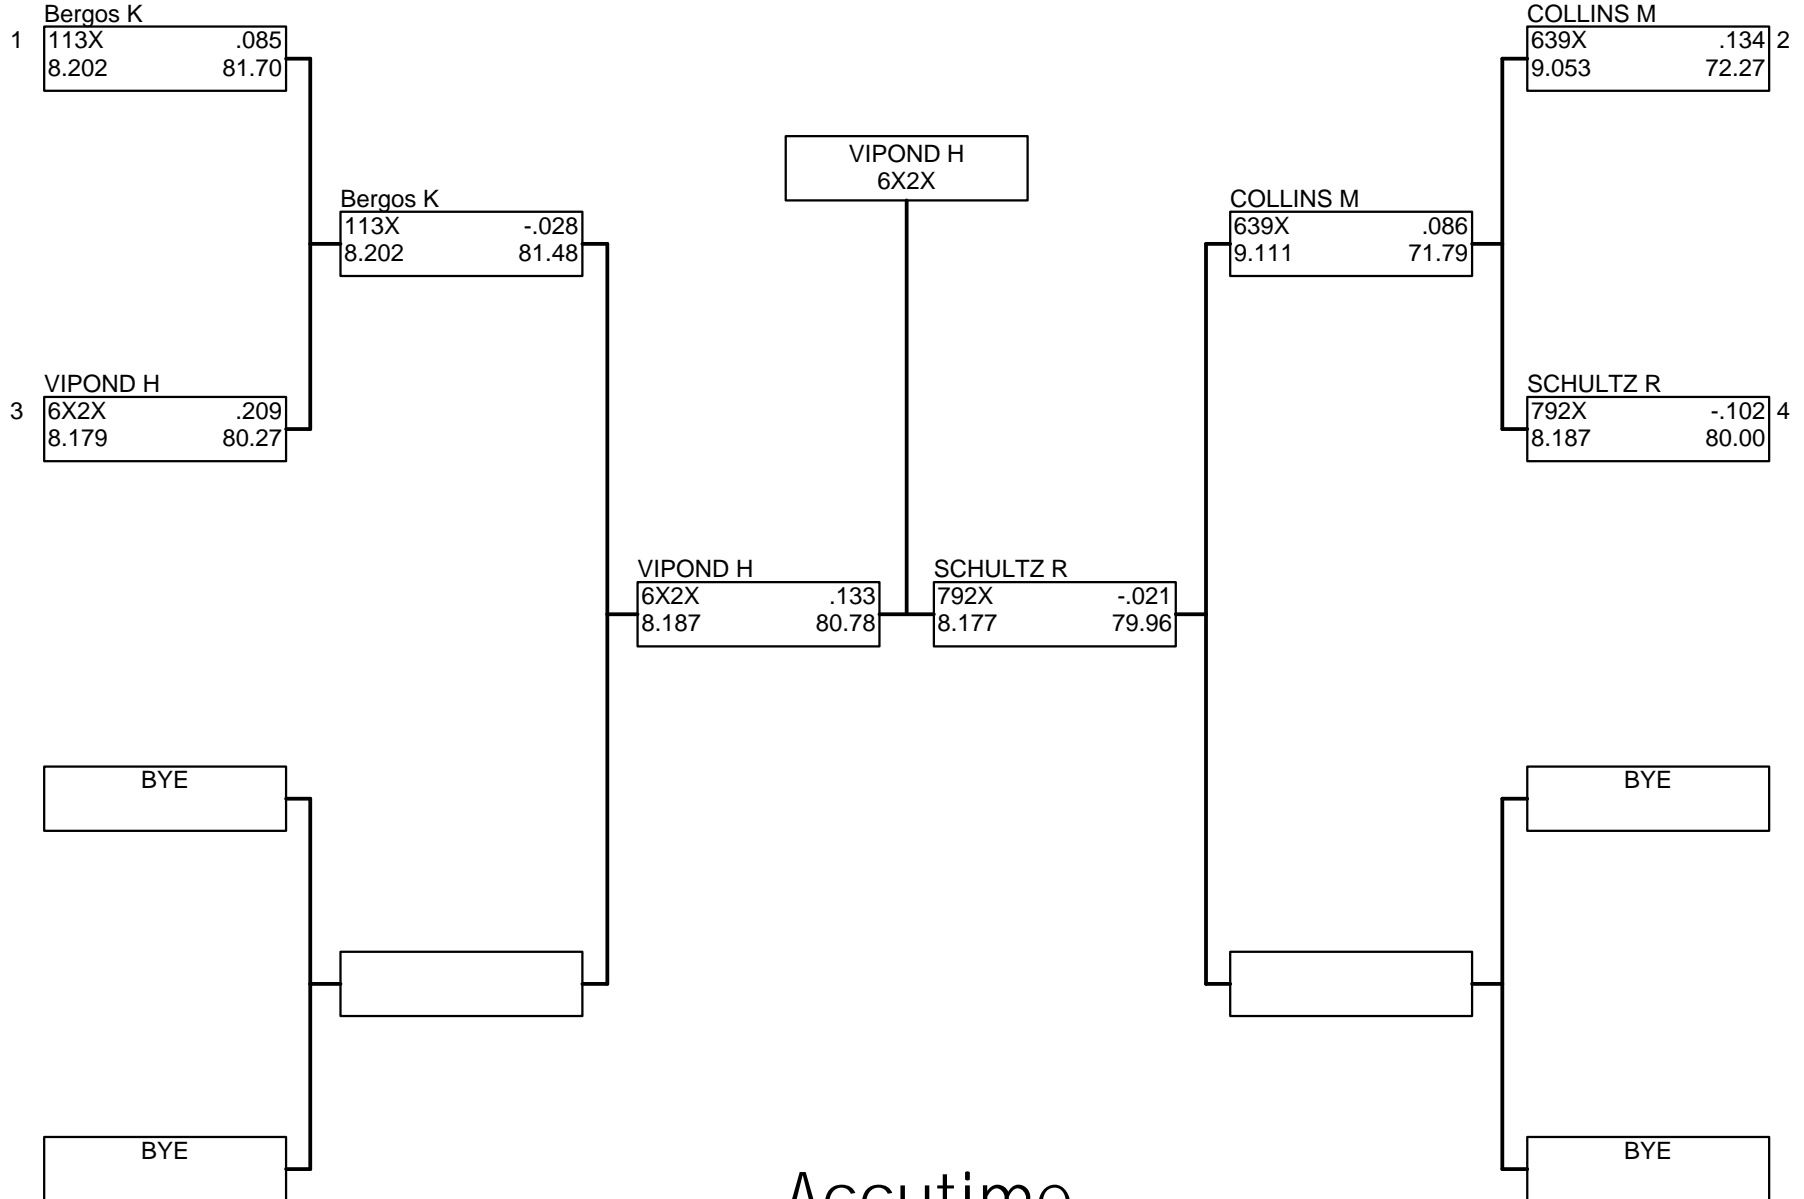 Bergos K
1 113X .085
8.202 81.70
COLLINS M
639X .134 2
9.053 72.27
VIPOND H
6X2X
Bergos K
113X -.028
8.202 81.48
COLLINS M
639X .086
9.111 71.79
VIPOND H
3 6X2X .209
8.179 80.27
SCHULTZ R
792X -.102 4
8.187 80.00
VIPOND H
6X2X .133
8.187 80.78
SCHULTZ R
792X -.021
8.177 79.96
BYE
BYE
BYE
BYE
Accutime